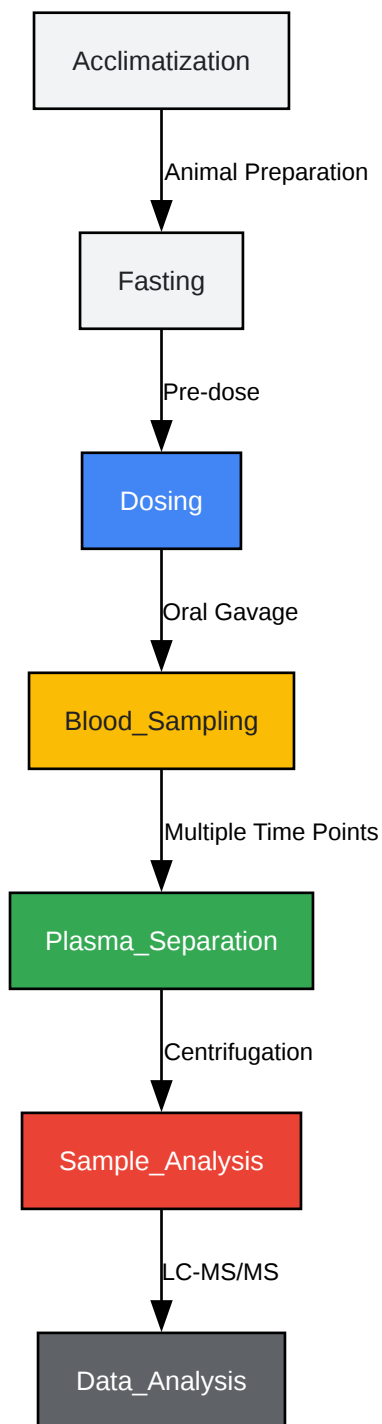 Acclimatization
Animal Preparation
Fasting
Pre-dose
Dosing
Oral Gavage
Blood_Sampling
Multiple Time Points
Plasma_Separation
Centrifugation
Sample_Analysis
LC-MS/MS
Data_Analysis